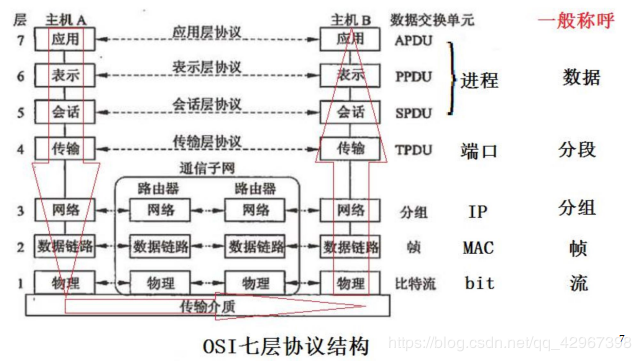 层 主机 A 主机 B 数据交换单元 一般称呼
7 应用 应用层协议 应用 APDU
6 表示 表示层协议 表示 PPDU 进程 数据
5 会话 会话层协议 会话 SPDU
4 传输 传输层协议 传输 TPDU 端口 分段
通信子网
路由器 路由器
3 网络 网络 网络 网络 分组 IP 分组
2 数据链路 数据链路 数据链路 数据链路 帧 MAC 帧
1 物理 物理 物理 物理 比特流 bit 流
传输介质
OSI七层协议结构
7
https://blog.csdn.net/qq_42967398